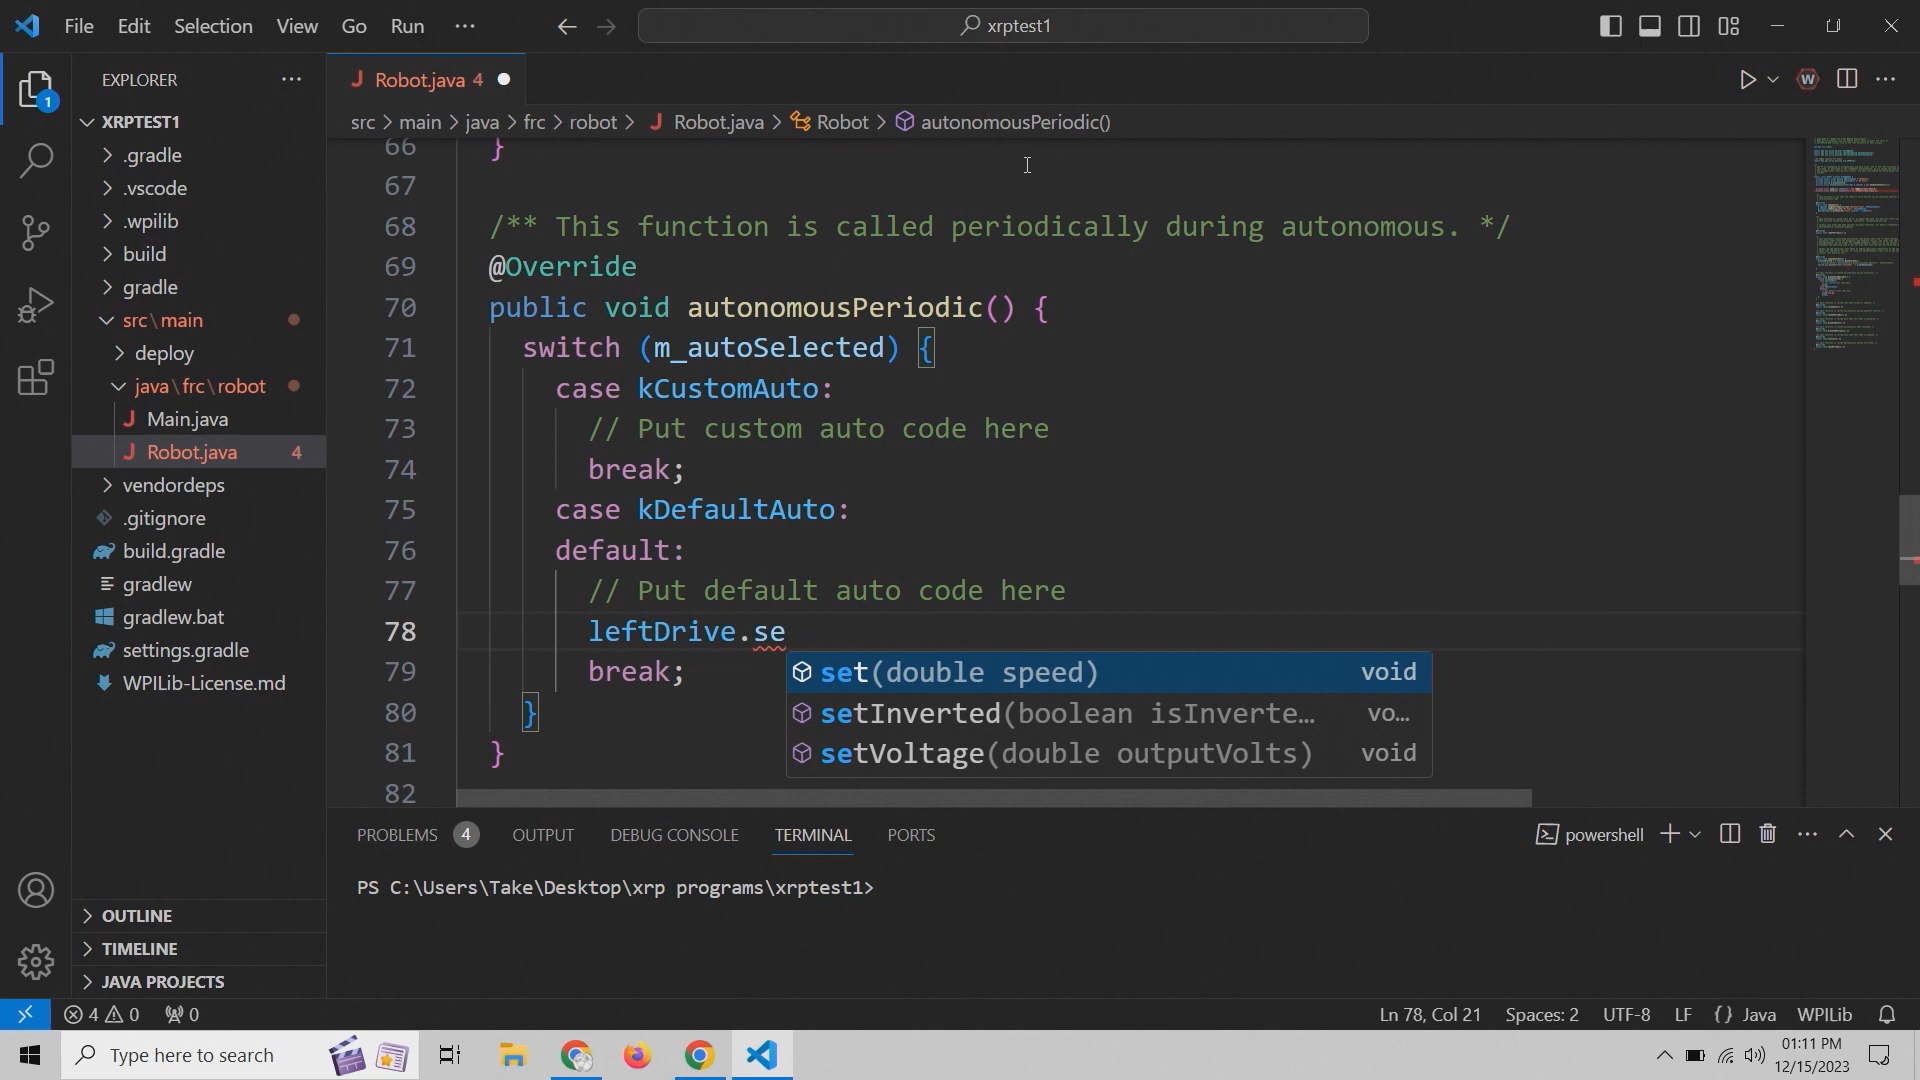 File Edit Selection View Go Run ...
xrptest1
EXPLORER
Robot.java 4
W
src > main > java > frc > robot > Robot.java > Robot > autonomousPeriodic()
1
XRPTEST1
.gradle
.vscode
.wpilib
build
gradle
src\main
deploy
java\frc\robot
Main.java
Robot.java 4
vendordeps
.gitignore
build.gradle
gradlew
gradlew.bat
settings.gradle
WPILib-License.md
OUTLINE
TIMELINE
JAVA PROJECTS
66 }
67
68 /** This function is called periodically during autonomous. */
69 @Override
70 public void autonomousPeriodic() {
71 switch (m_autoSelected) {
72 case kCustomAuto:
73 // Put custom auto code here
74 break;
75 case kDefaultAuto:
76 default:
77 // Put default auto code here
78 leftDrive.se
79 break;
80 }
81 }
82
set(double speed) void
setInverted(boolean isInverte… vo…
setVoltage(double outputVolts) void
PROBLEMS 4 OUTPUT DEBUG CONSOLE TERMINAL PORTS
powershell
PS C:\Users\Take\Desktop\xrp programs\xrptest1>
4 0 0
Ln 78, Col 21 Spaces: 2 UTF-8 LF {} Java WPILib
Type here to search
01:11 PM
12/15/2023